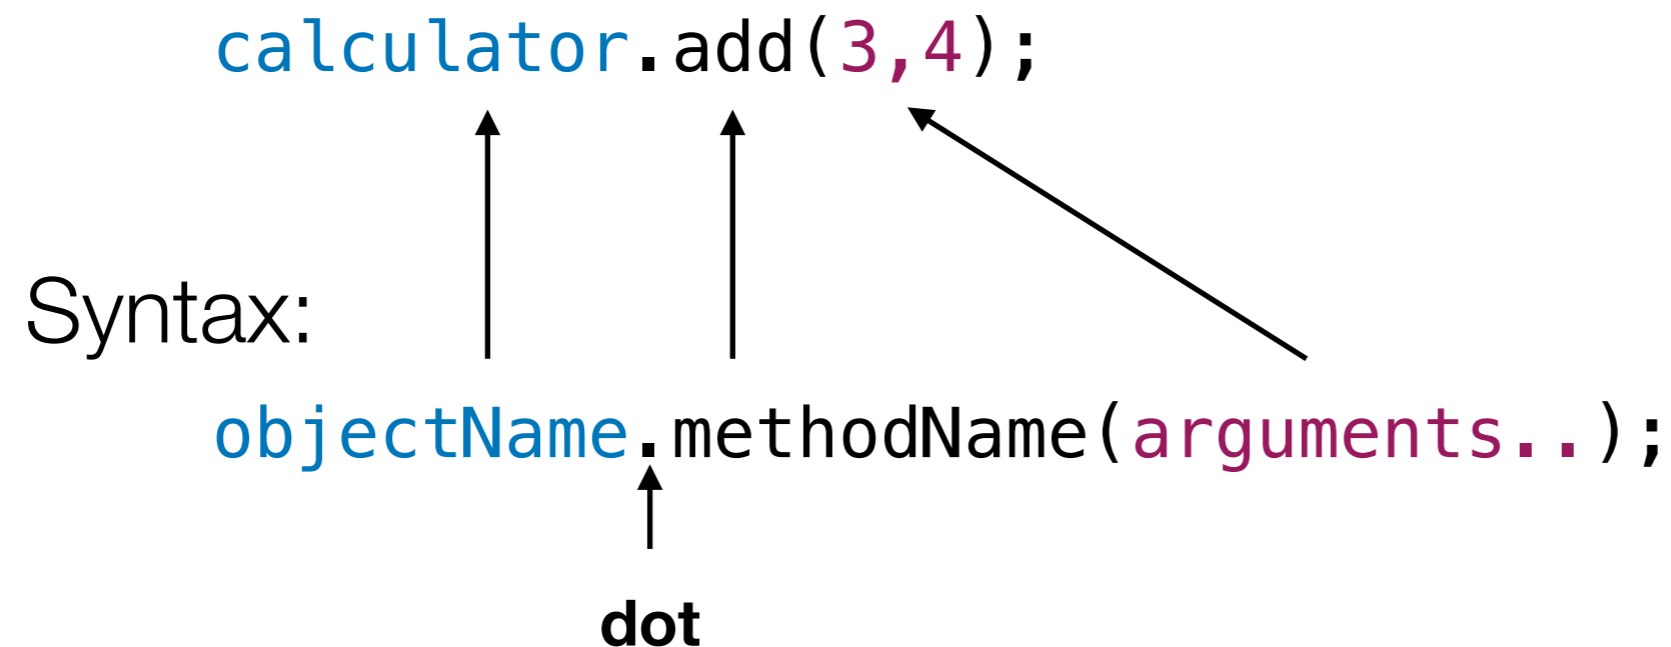 calculator.add(3,4);
Syntax:
objectName.methodName(arguments..);
dot